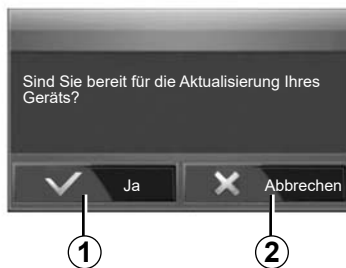 Sind Sie bereit für die Aktualisierung Ihres
Geräts?
Ja
Abbrechen
1
2